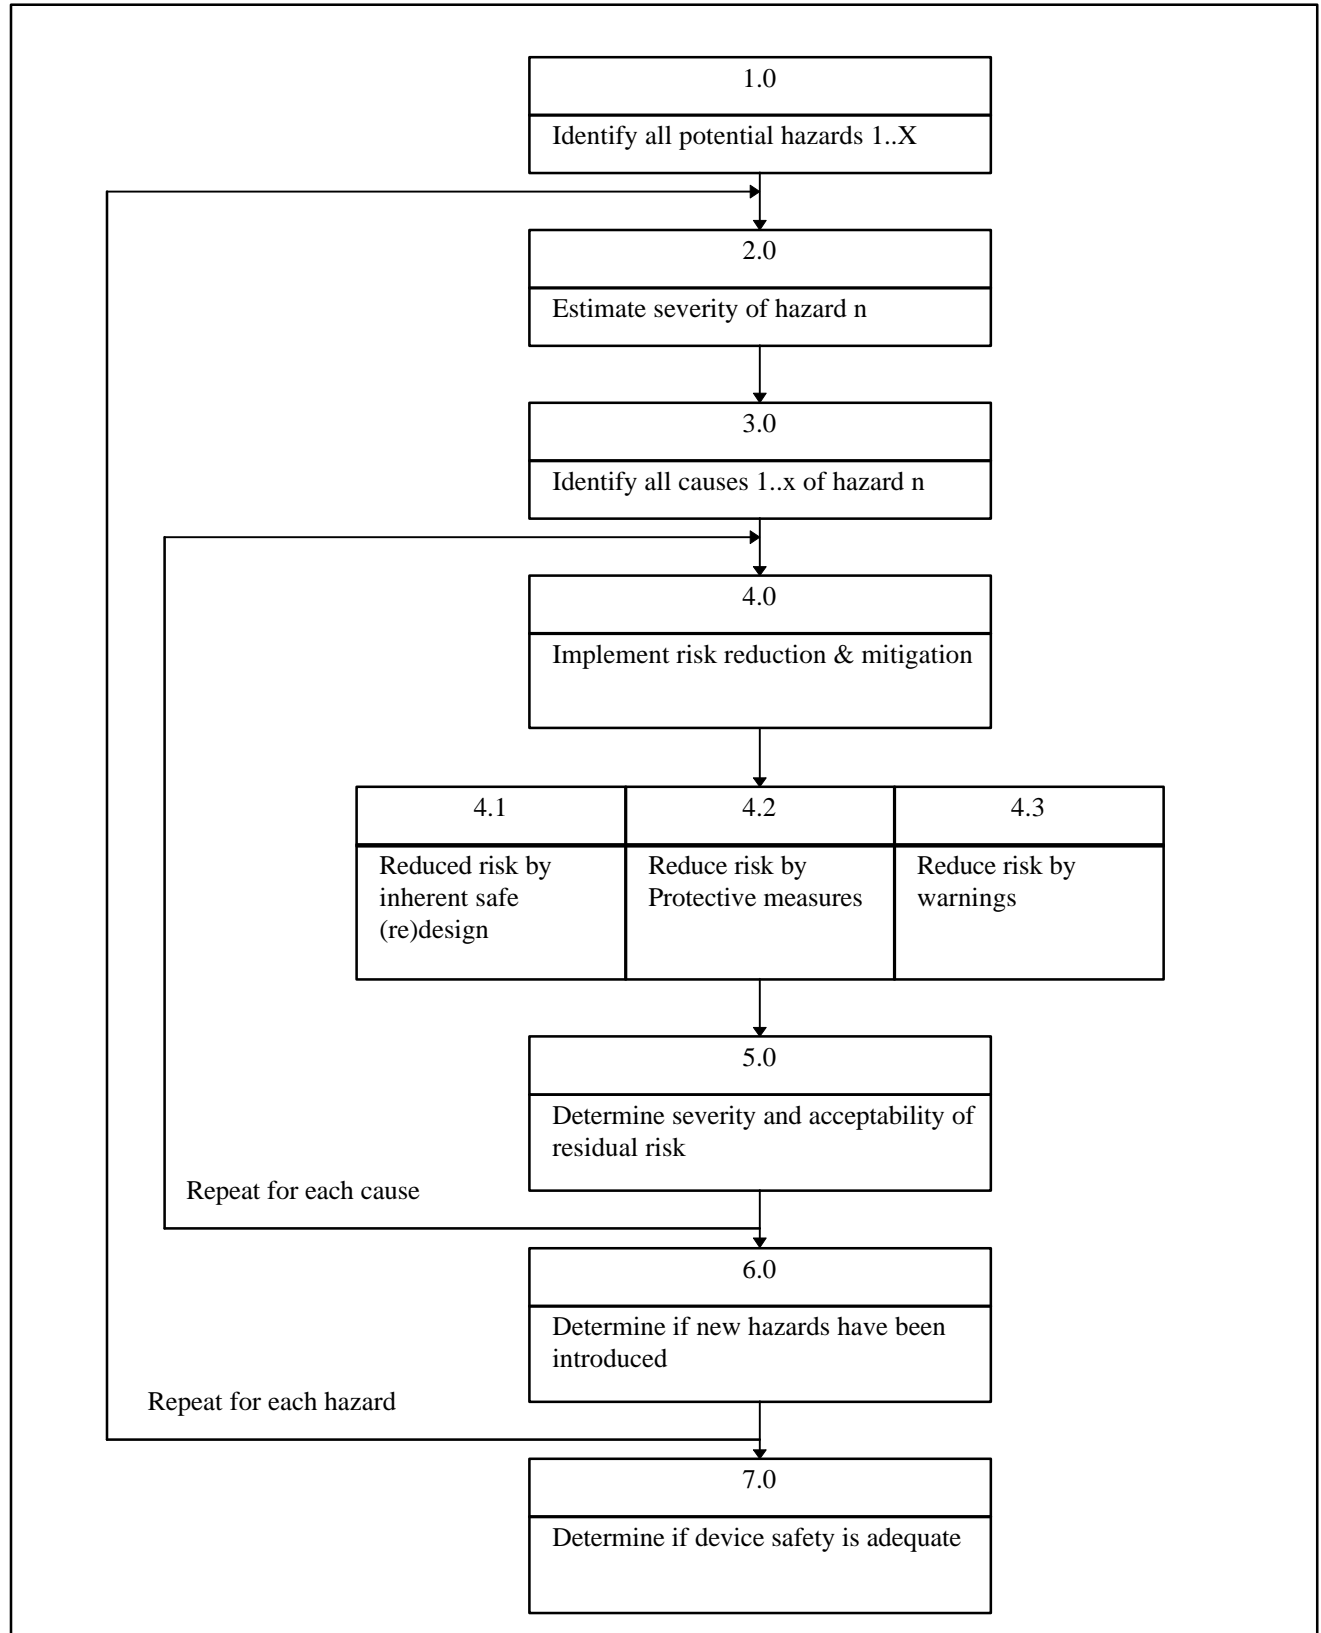 1.0
Identify all potential hazards 1..X
2.0
Estimate severity of hazard n
3.0
Identify all causes 1..x of hazard n
4.0
Implement risk reduction & mitigation
4.1
Reduced risk by
inherent safe
(re)design
4.2
Reduce risk by
Protective measures
4.3
Reduce risk by
warnings
5.0
Determine severity and acceptability of
residual risk
Repeat for each cause
6.0
Determine if new hazards have been
introduced
Repeat for each hazard
7.0
Determine if device safety is adequate